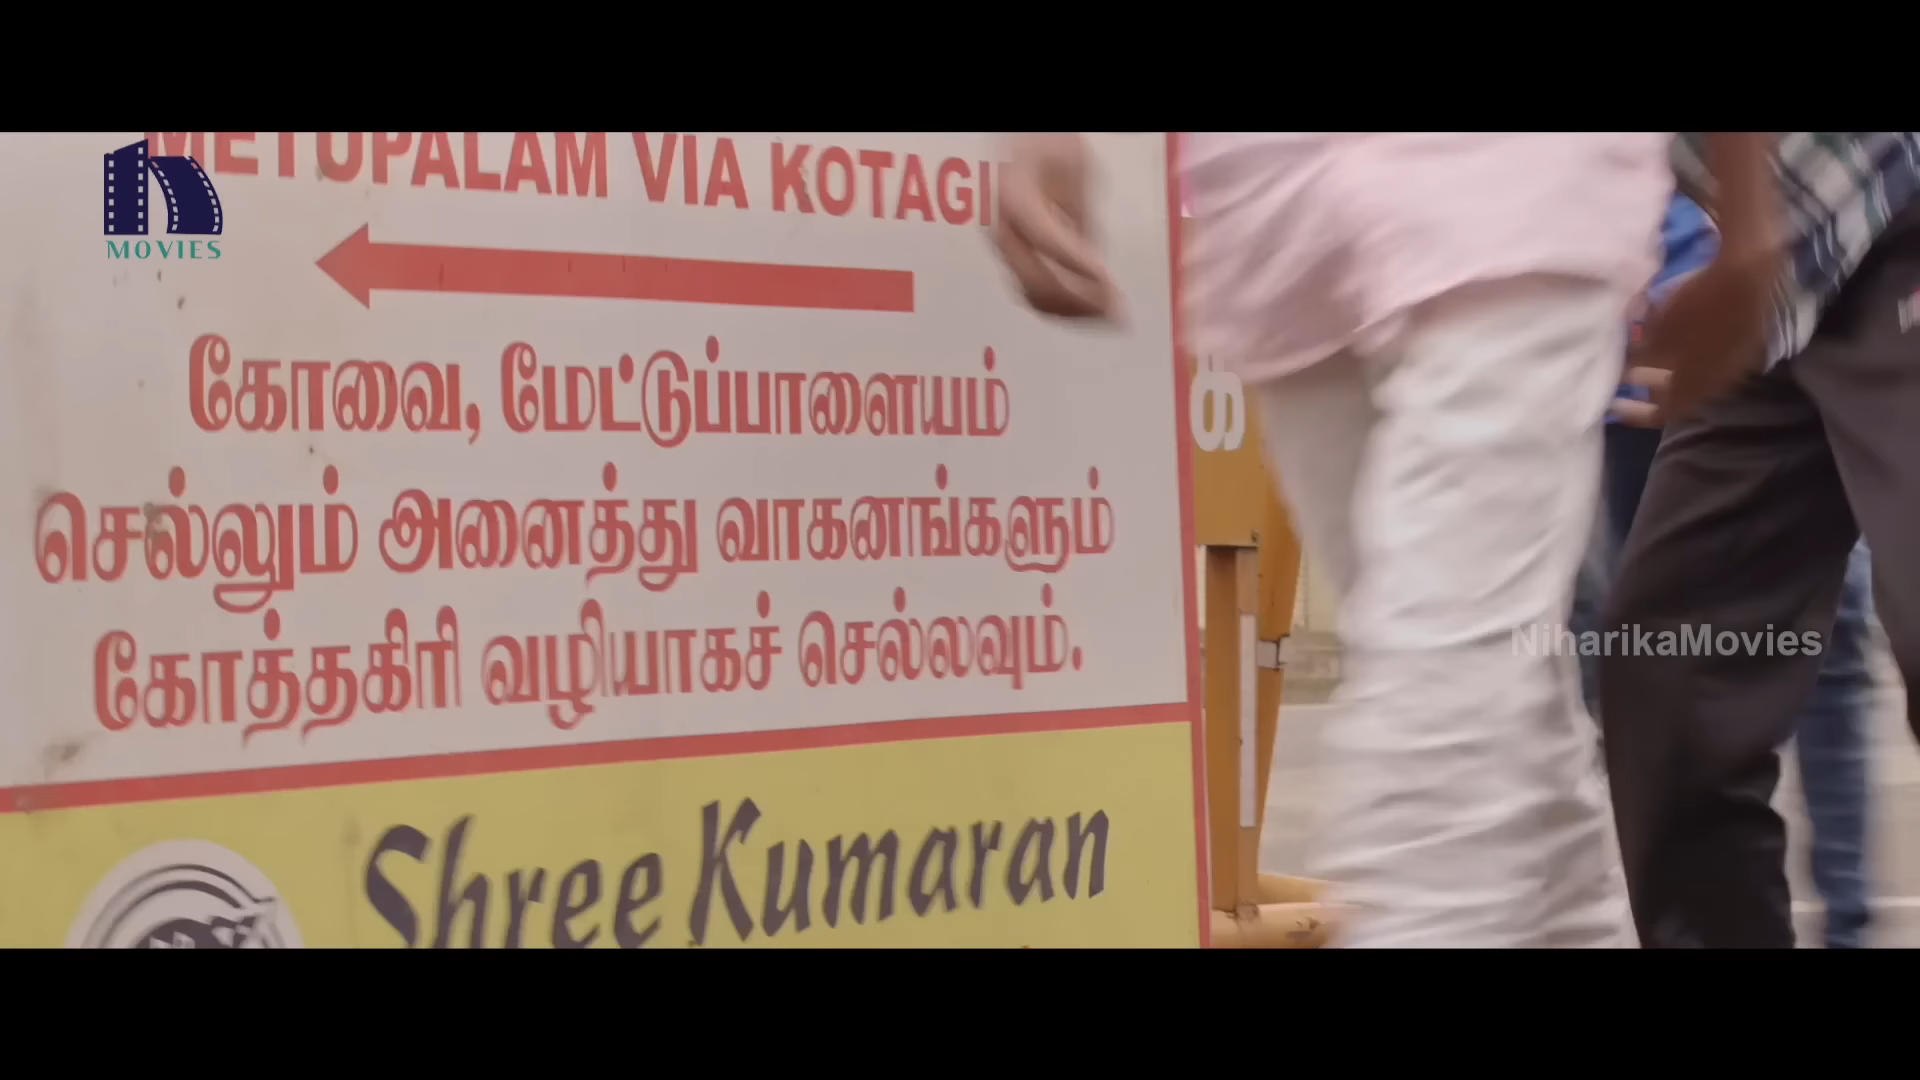 METUPALAM VIA KOTAGI
MOVIES
கோவை, மேட்டுப்பாளையம்
செல்லும் அனைத்து வாகனங்களும்
கோத்தகிரி வழியாகச் செல்லவும்.
க
NiharikaMovies
Shree Kumaran